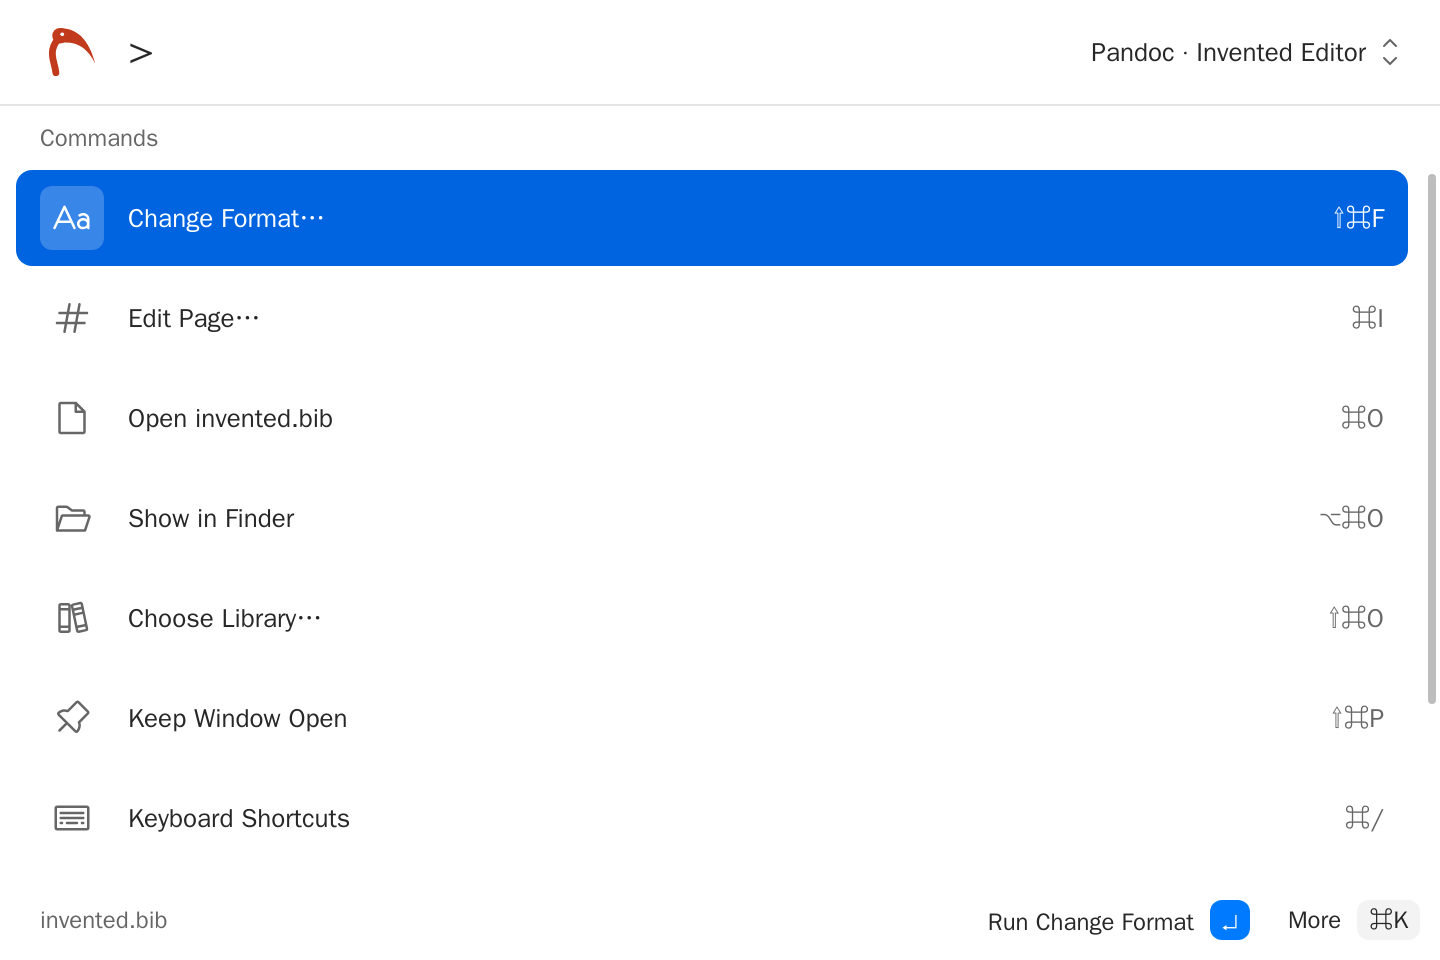 >
Pandoc · Invented Editor
Commands
Aa Change Format… ⇧⌘F
Edit Page… ⌘I
Open invented.bib ⌘O
Show in Finder ⌥⌘O
Choose Library… ⇧⌘O
Keep Window Open ⇧⌘P
Keyboard Shortcuts ⌘/
invented.bib
Run Change Format ↵ More ⌘K